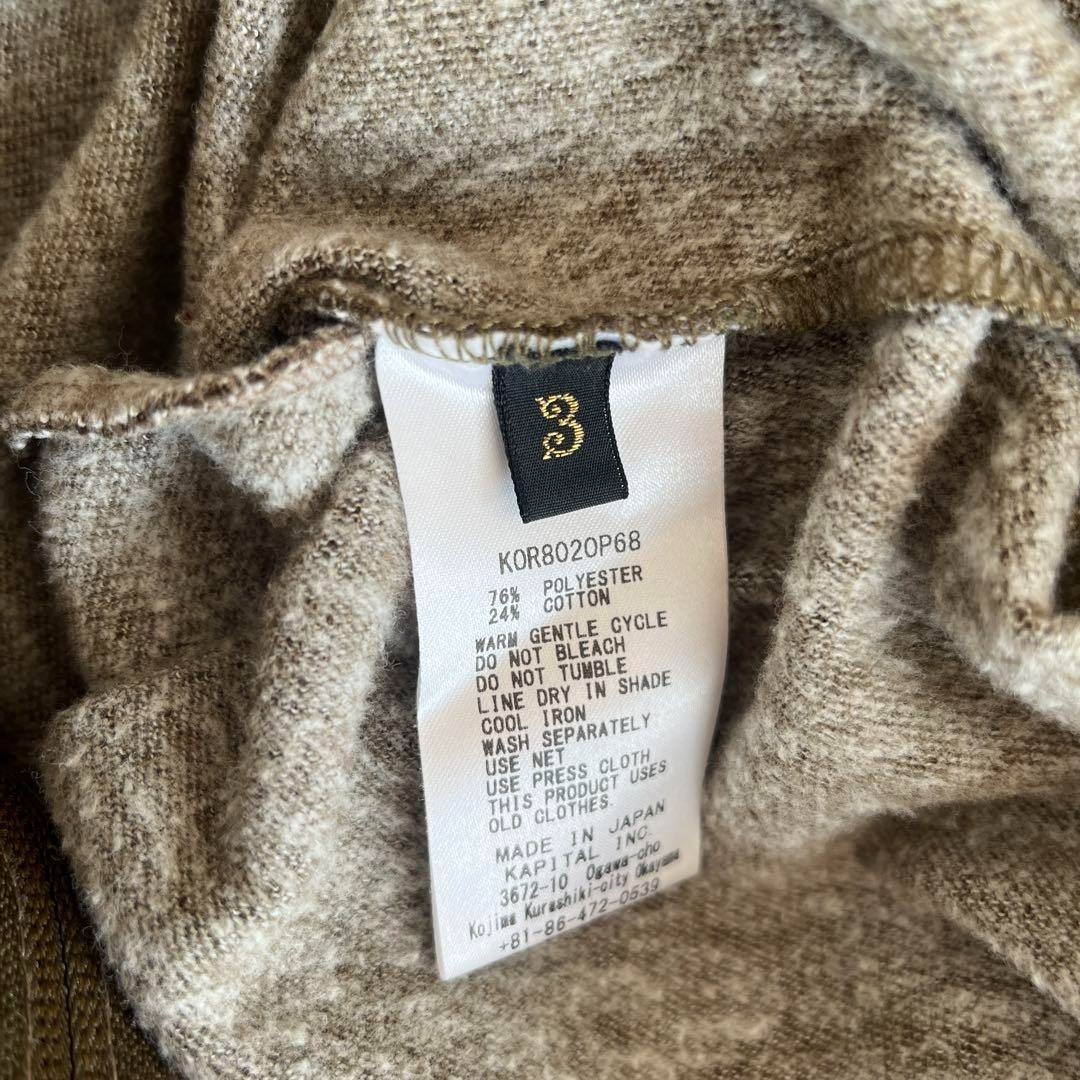 3
KOR802OP68
76% POLYESTER
24% COTTON
WARM GENTLE CYCLE
DO NOT BLEACH
DO NOT TUMBLE
LINE DRY IN SHADE
COOL IRON
WASH SEPARATELY
USE NET
USE PRESS CLOTH
THIS PRODUCT USES
OLD CLOTHES.
MADE IN JAPAN
KAPITAL INC.
3672-10 Ogawa-cho
Kojima Kurashiki-city Okayama
+81-86-472-0539